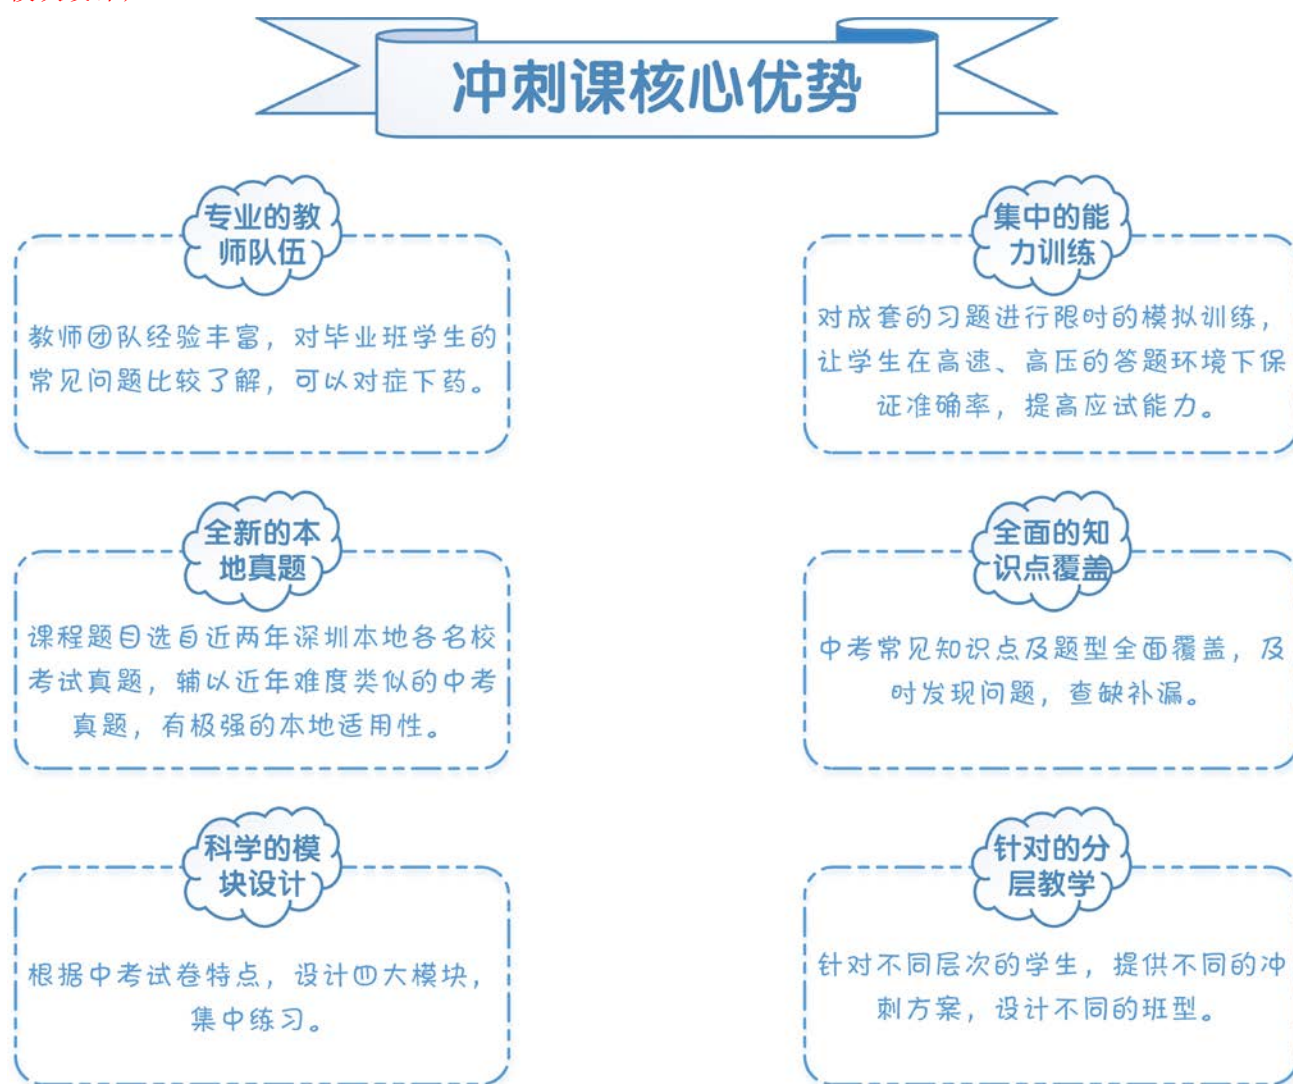 冲刺课核心优势
专业的教
师队伍
教师团队经验丰富，对毕业班学生的
常见问题比较了解，可以对症下药。
集中的能
力训练
对成套的习题进行限时的模拟训练，
让学生在高速、高压的答题环境下保
证准确率，提高应试能力。
全新的本
地真题
课程题目选自近两年深圳本地各名校
考试真题，辅以近年难度类似的中考
真题，有极强的本地适用性。
全面的知
识点覆盖
中考常见知识点及题型全面覆盖，及
时发现问题，查缺补漏。
科学的模
块设计
根据中考试卷特点，设计四大模块，
集中练习。
针对的分
层教学
针对不同层次的学生，提供不同的冲
刺方案，设计不同的班型。